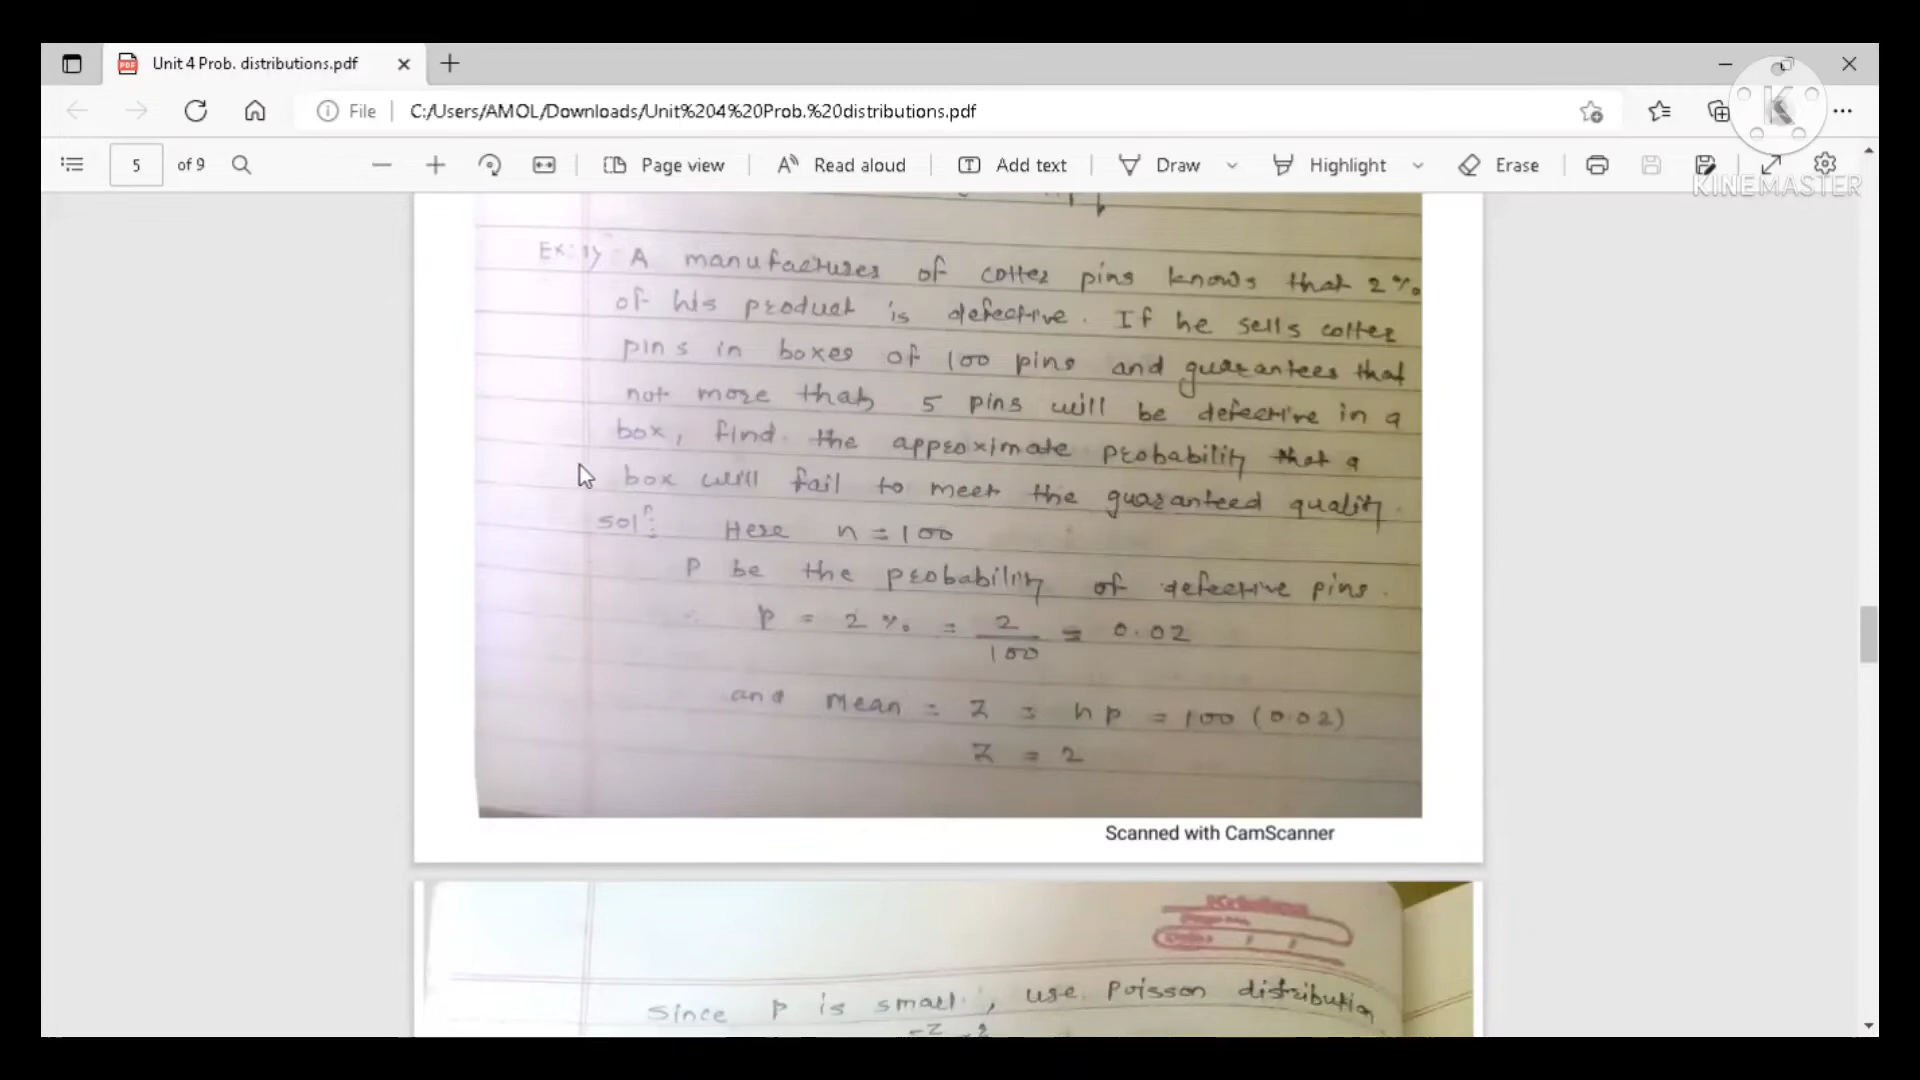 Unit 4 Prob. distributions.pdf
File C:/Users/AMOL/Downloads/Unit%204%20Prob.%20distributions.pdf
5 of 9 Page view Read aloud Add text Draw Highlight Erase
KINEMASTER
Ex:1) A manufactures of cotter pins knows that 2%
of his product is defective. If he sells cotter
pins in boxes of 100 pins and guarantees that
not more than 5 pins will be defective in a
box, find the approximate probability that a
box will fail to meet the guaranteed quality.
Solⁿ: Here n = 100
P be the probability of defective pins.
P = 2% = 2/100 = 0.02
and mean = Z = np = 100 (0.02)
Z = 2
Scanned with CamScanner
Since P is small, use Poisson distribution